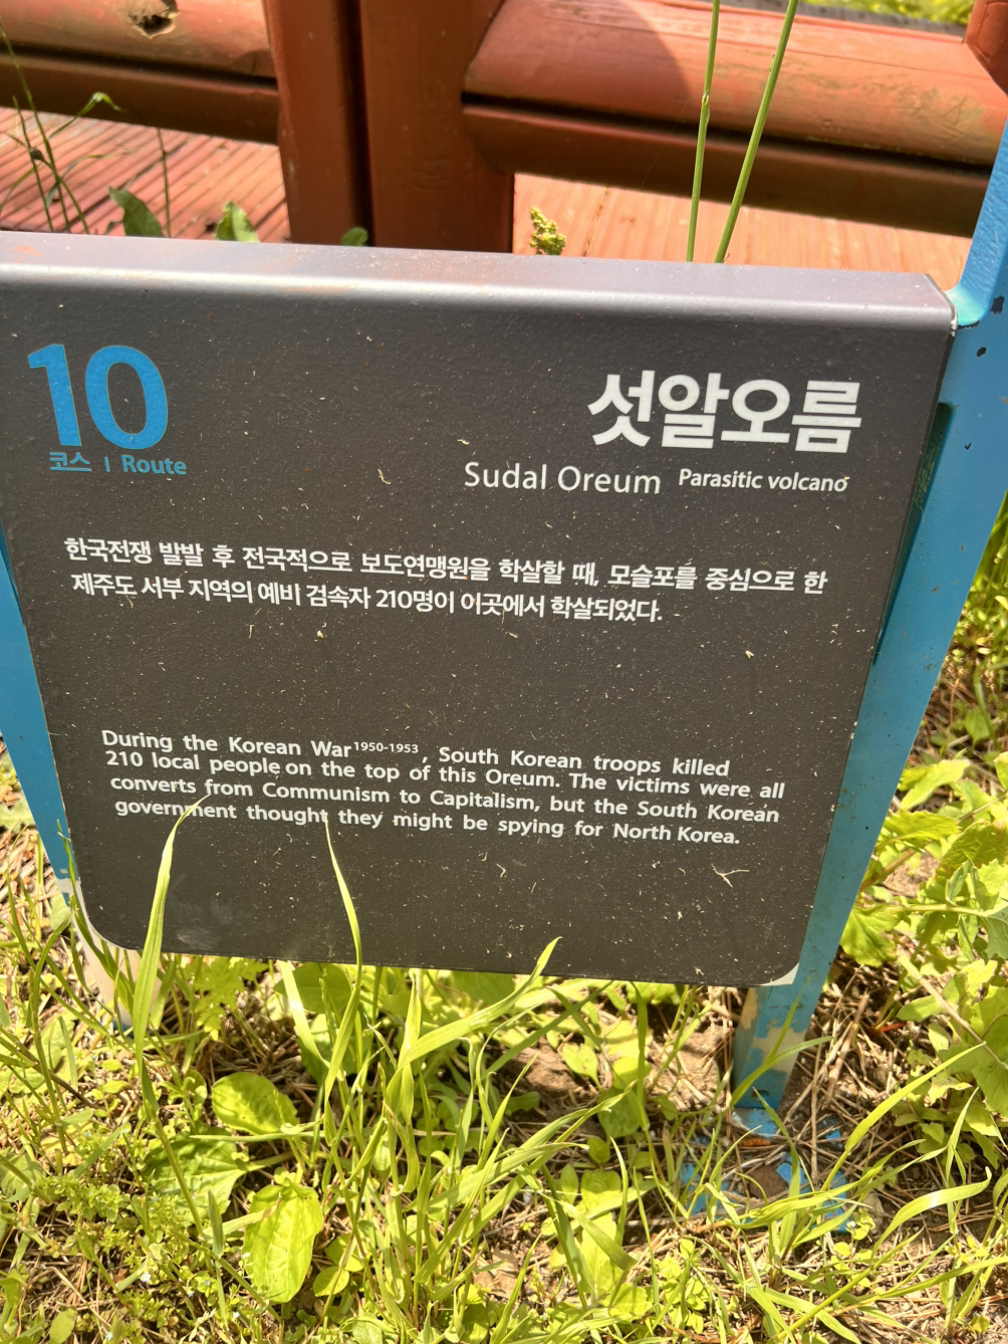 10
코스 | Route
섯알오름
Sudal Oreum Parasitic volcano
한국전쟁 발발 후 전국적으로 보도연맹원을 학살할 때, 모슬포를 중심으로 한
제주도 서부 지역의 예비 검속자 210명이 이곳에서 학살되었다.
During the Korean War 1950-1953, South Korean troops killed
210 local people on the top of this Oreum. The victims were all
converts from Communism to Capitalism, but the South Korean
government thought they might be spying for North Korea.